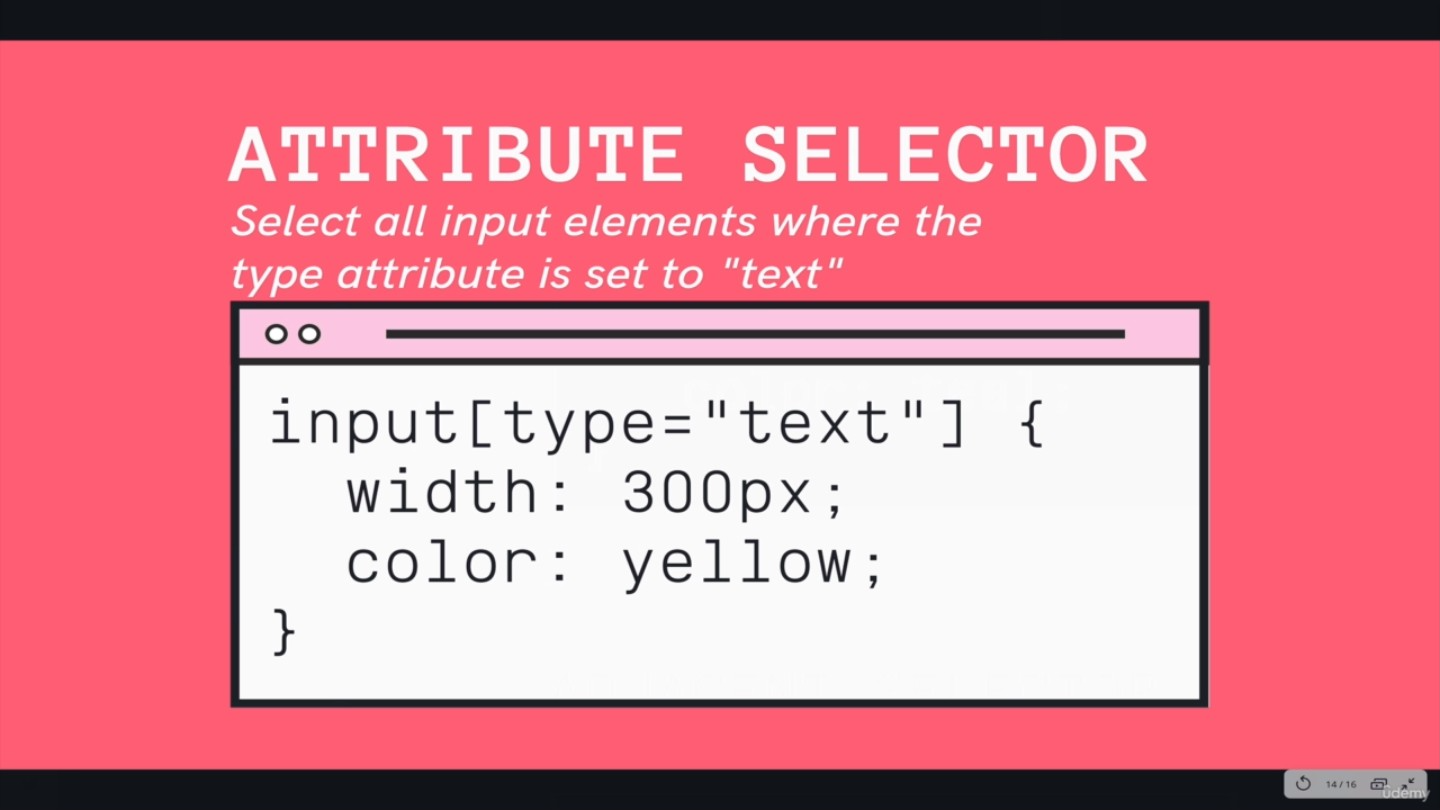 ATTRIBUTE SELECTOR
Select all input elements where the
type attribute is set to "text"
input[type="text"] {
  width: 300px;
  color: yellow;
}
14/16
ûdemy